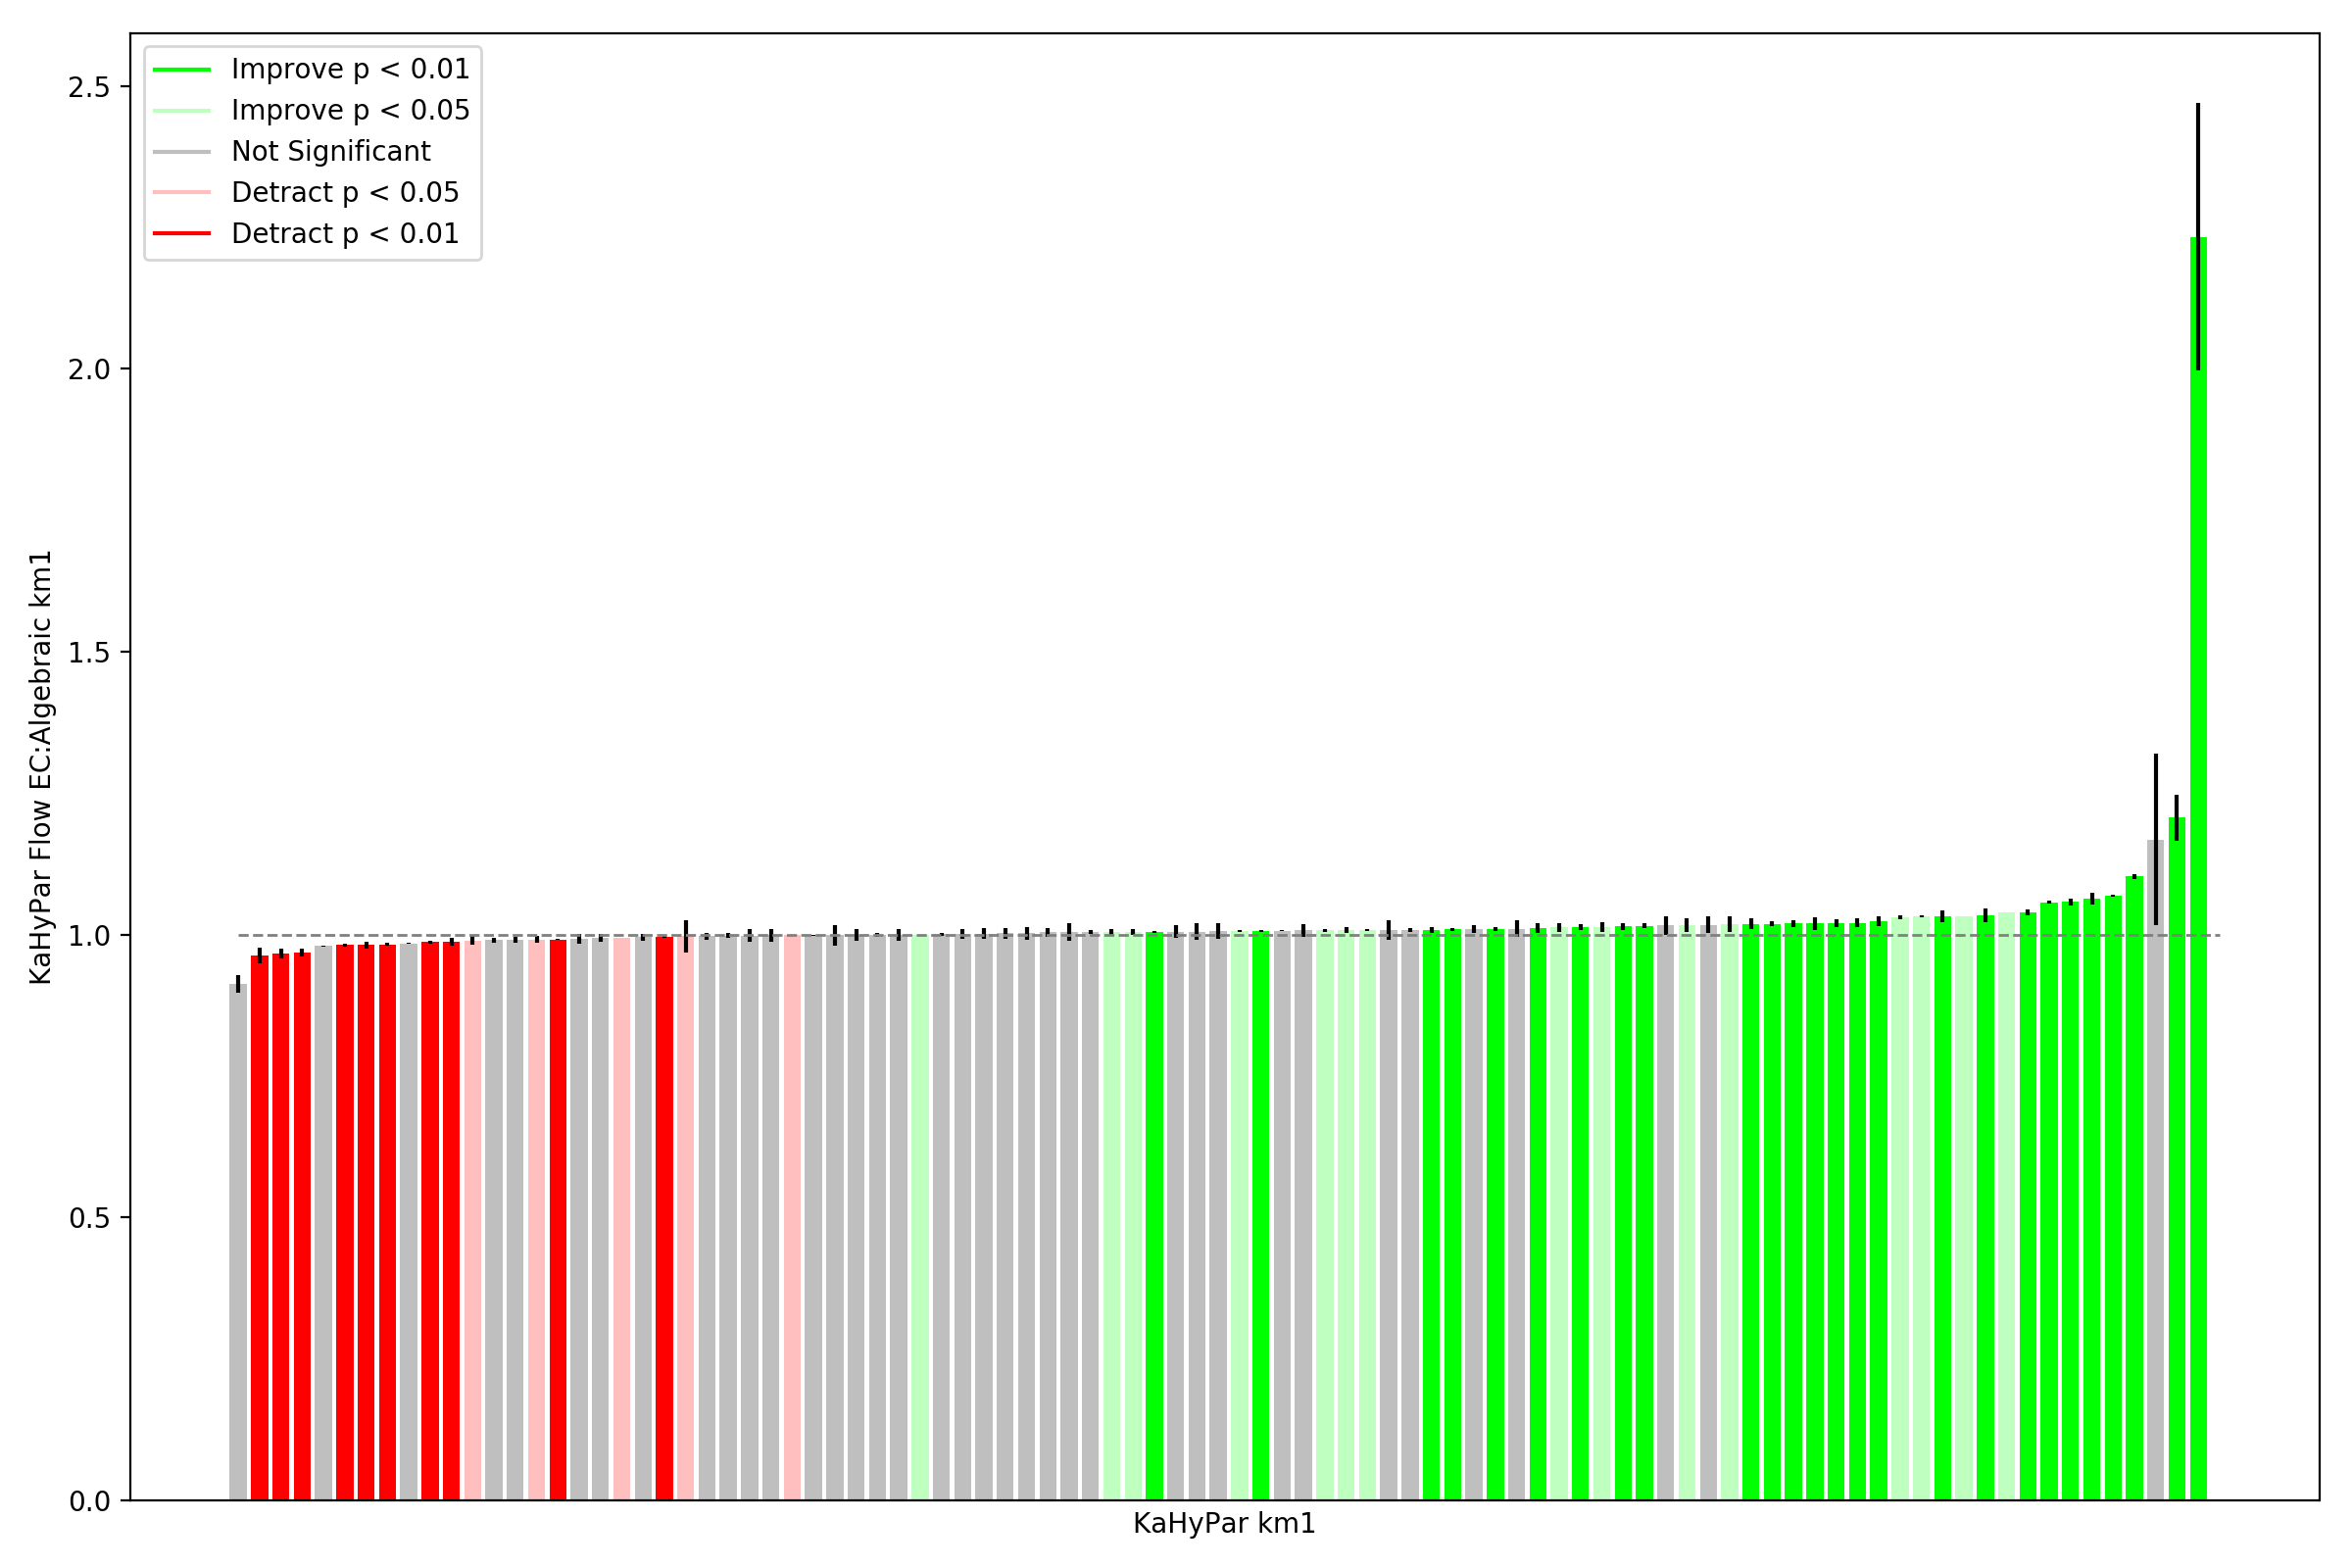 Improve p < 0.01
Improve p < 0.05
Not Significant
Detract p < 0.05
Detract p < 0.01
2.5
2.0
1.5
1.0
0.5
0.0
KaHyPar Flow EC:Algebraic km1
KaHyPar km1